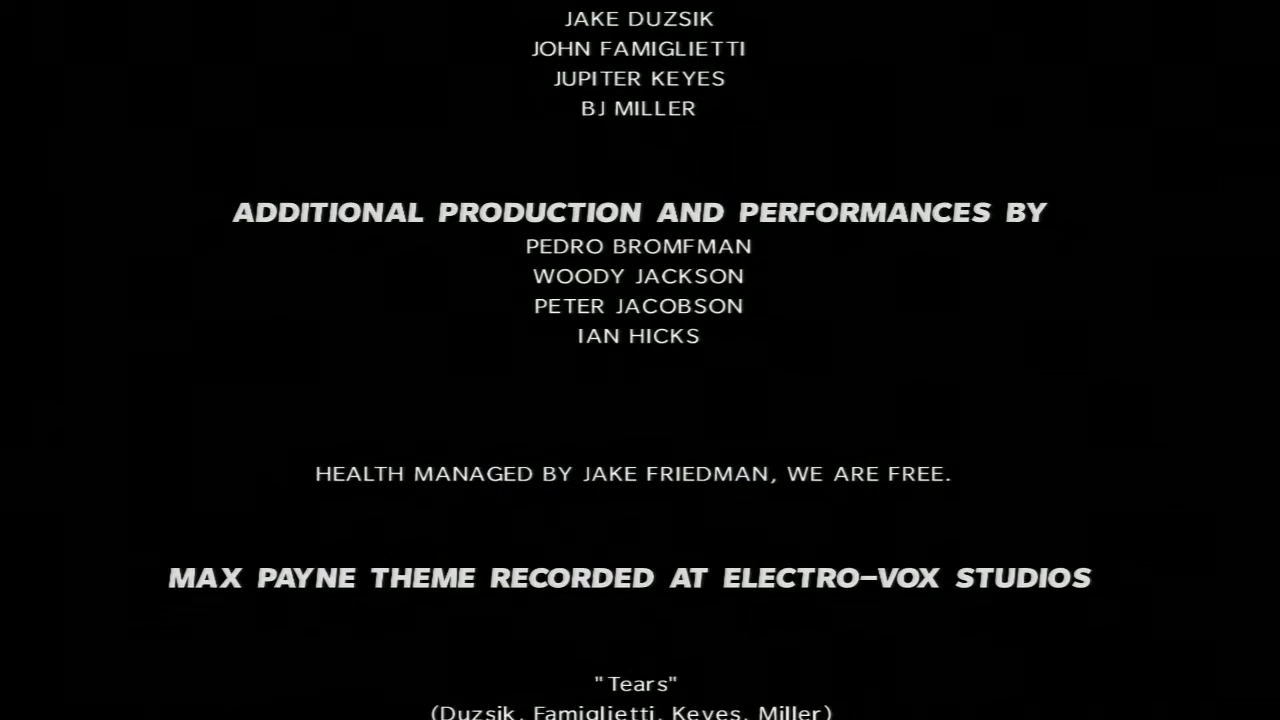 JAKE DUZSIK
JOHN FAMIGLIETTI
JUPITER KEYES
BJ MILLER
ADDITIONAL PRODUCTION AND PERFORMANCES BY
PEDRO BROMFMAN
WOODY JACKSON
PETER JACOBSON
IAN HICKS
HEALTH MANAGED BY JAKE FRIEDMAN, WE ARE FREE.
MAX PAYNE THEME RECORDED AT ELECTRO-VOX STUDIOS
"Tears"
(Duzsik, Famiglietti, Keyes, Miller)